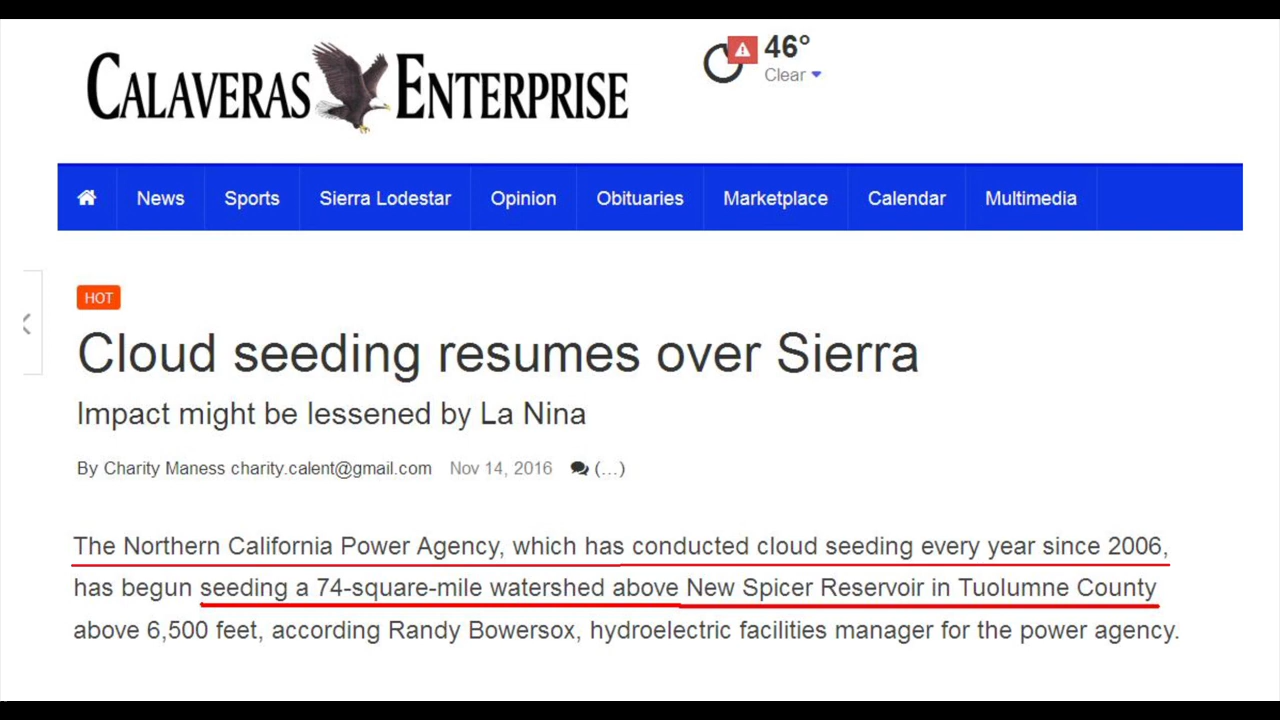 CALAVERAS ENTERPRISE
46°
Clear
News Sports Sierra Lodestar Opinion Obituaries Marketplace Calendar Multimedia
HOT
Cloud seeding resumes over Sierra
Impact might be lessened by La Nina
By Charity Maness charity.calent@gmail.com Nov 14, 2016 (...)
The Northern California Power Agency, which has conducted cloud seeding every year since 2006,
has begun seeding a 74-square-mile watershed above New Spicer Reservoir in Tuolumne County
above 6,500 feet, according Randy Bowersox, hydroelectric facilities manager for the power agency.